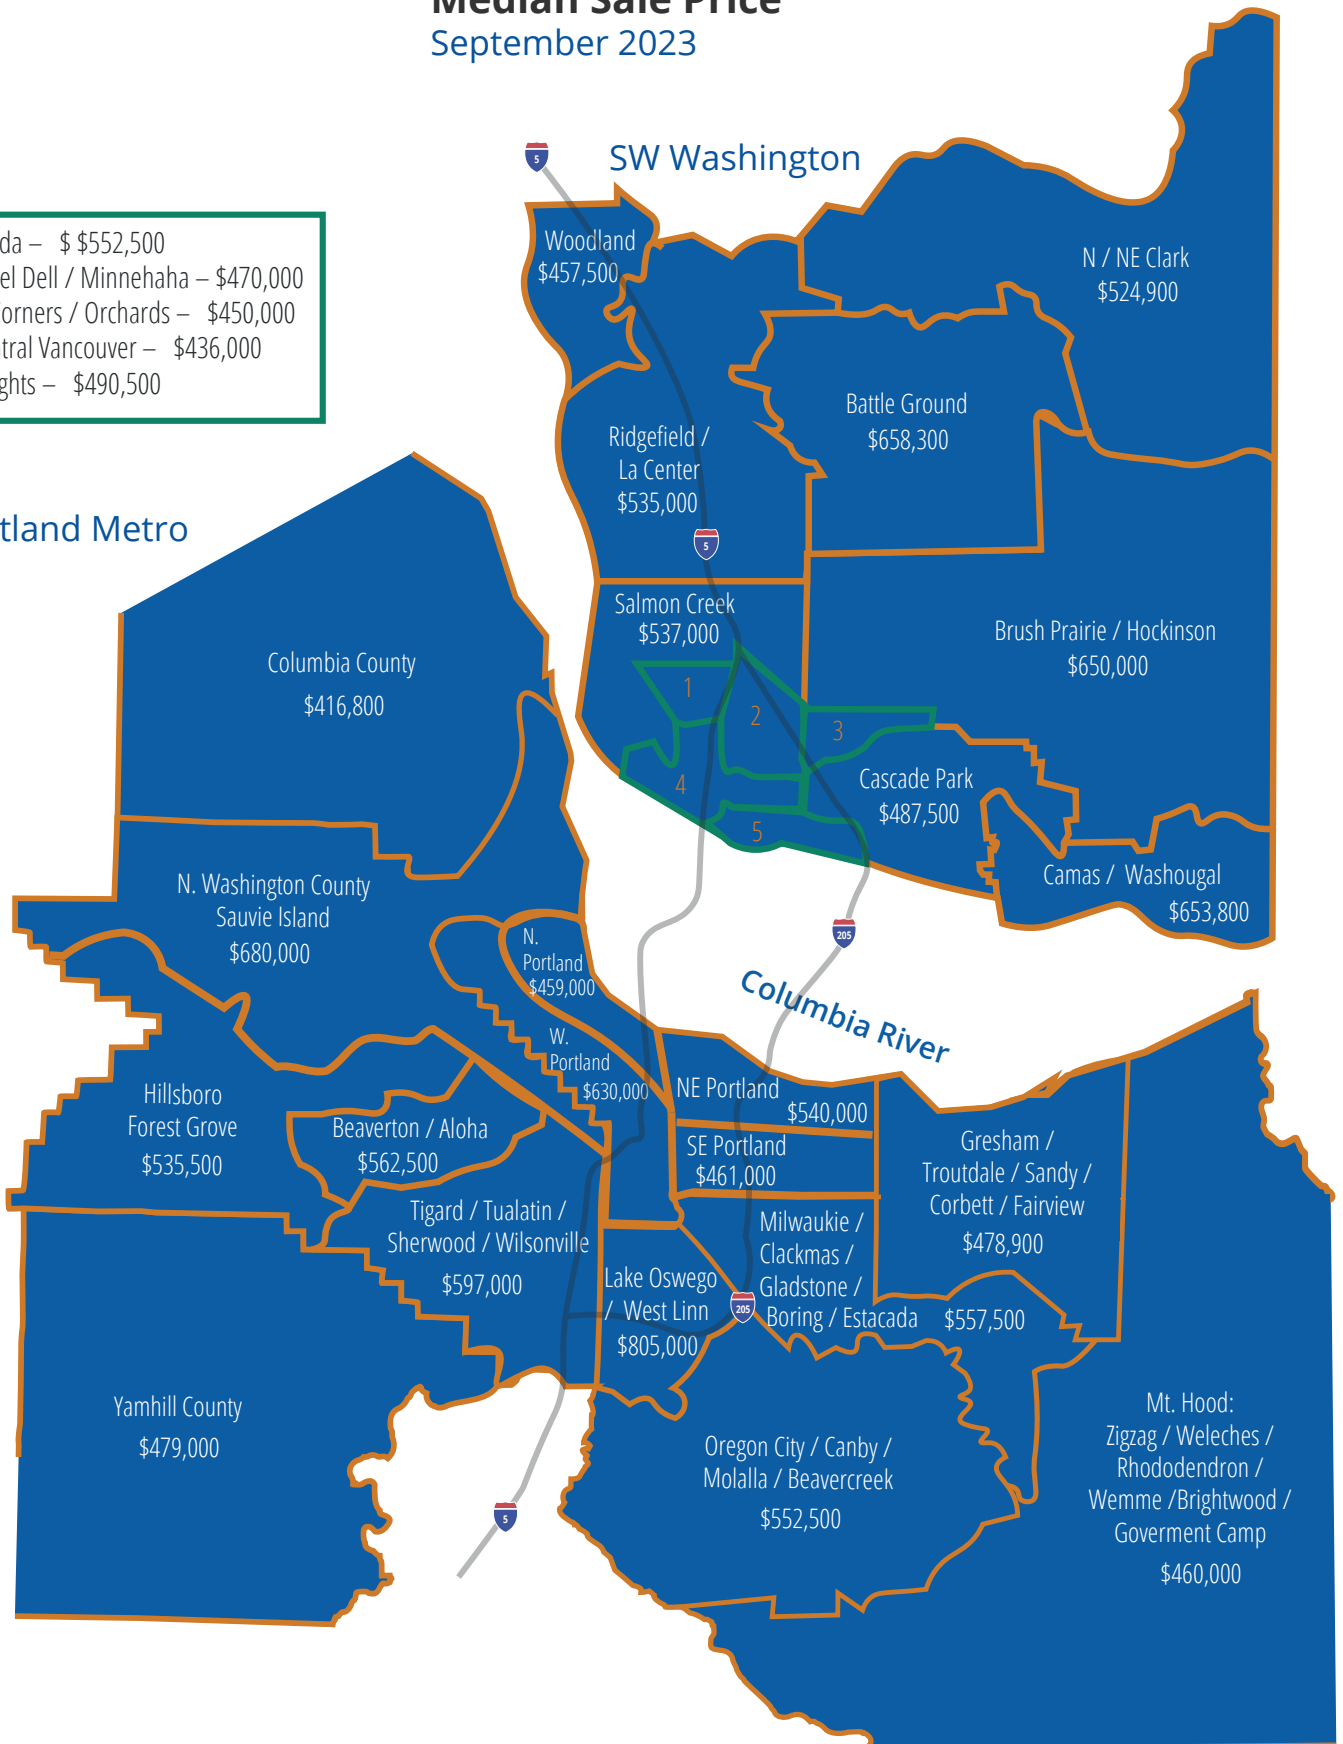 Median Sale Price
September 2023
SW Washington
da – $ $552,500
el Dell / Minnehaha – $470,000
Corners / Orchards – $450,000
tral Vancouver – $436,000
ghts – $490,500
5
Woodland
$457,500
N / NE Clark
$524,900
Battle Ground
$658,300
Ridgefield /
La Center
$535,000
5
tland Metro
Salmon Creek
$537,000
Brush Prairie / Hockinson
$650,000
1
2
3
4
5
Cascade Park
$487,500
Camas / Washougal
$653,800
Columbia County
$416,800
N. Washington County
Sauvie Island
$680,000
N.
Portland
$459,000
205
Columbia River
W.
Portland
$630,000
NE Portland
$540,000
SE Portland
$461,000
Hillsboro
Forest Grove
$535,500
Beaverton / Aloha
$562,500
Gresham /
Troutdale / Sandy /
Corbett / Fairview
$478,900
Tigard / Tualatin /
Sherwood / Wilsonville
$597,000
Milwaukie /
Clackmas /
Gladstone /
Boring / Estacada
$557,500
Lake Oswego
/ West Linn
$805,000
205
Yamhill County
$479,000
Oregon City / Canby /
Molalla / Beavercreek
$552,500
Mt. Hood:
Zigzag / Weleches /
Rhododendron /
Wemme /Brightwood /
Goverment Camp
$460,000
5